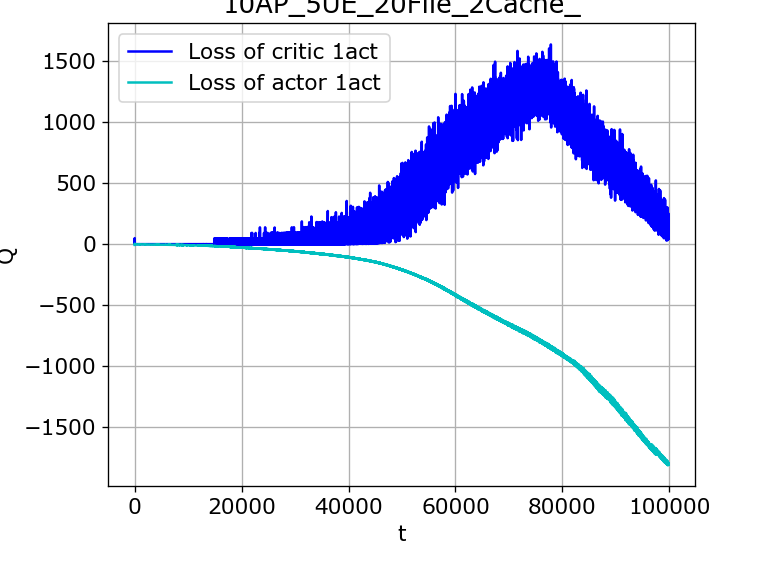 10AP_5UE_20File_2Cache_
Loss of critic 1act
Loss of actor 1act
1500
1000
500
0
−500
−1000
−1500
Q
0 20000 40000 60000 80000 100000
t